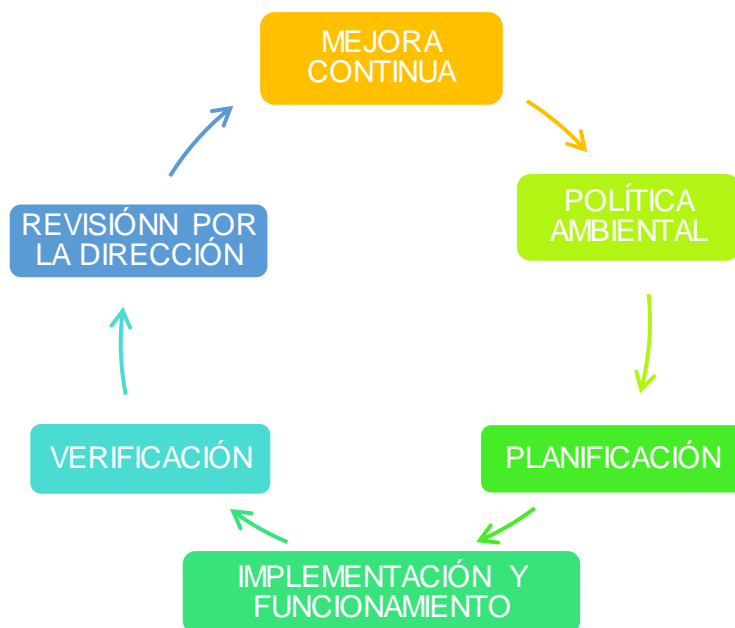 MEJORA
CONTINUA
POLÍTICA
AMBIENTAL
PLANIFICACIÓN
IMPLEMENTACIÓN Y
FUNCIONAMIENTO
VERIFICACIÓN
REVISIÓNN POR
LA DIRECCIÓN